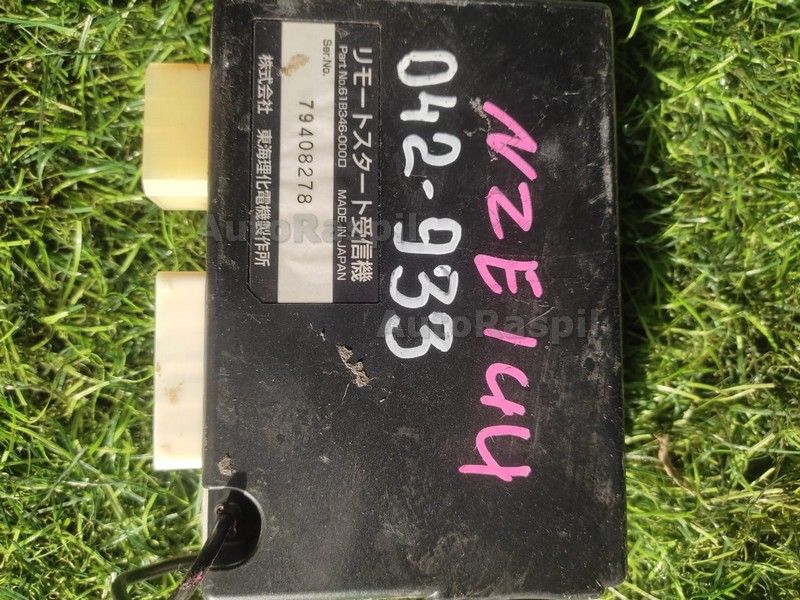 NZE144
042-933
リモートスタート受信機
Part No.61B346-000□ MADE IN JAPAN
Ser.No. 79408278
株式会社 東海理化電機製作所
AutoRaspil
AutoRaspil